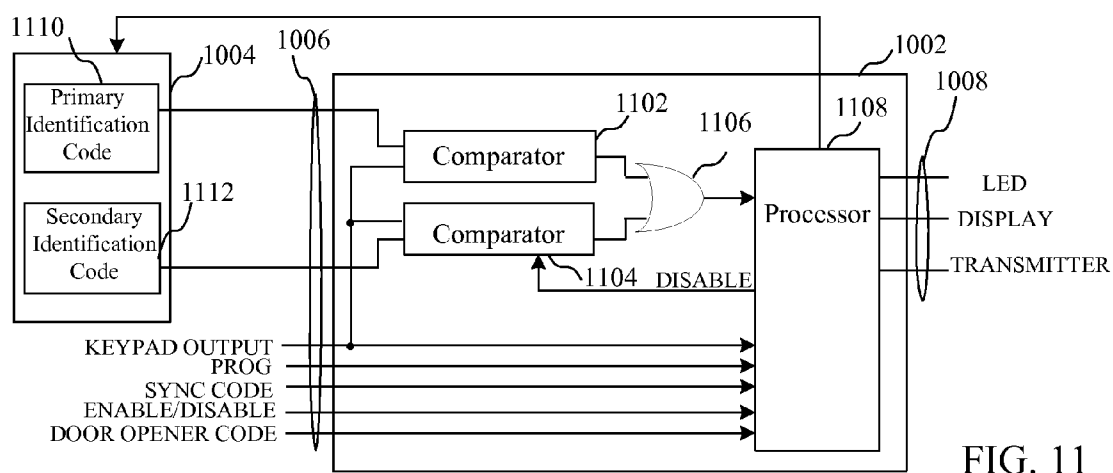 1110
1004
1006
1002
1008
Primary
Identification
Code
1102
1106
1108
Comparator
1112
Secondary
Identification
Code
Comparator
Processor
LED
DISPLAY
TRANSMITTER
1104
DISABLE
KEYPAD OUTPUT
PROG
SYNC CODE
ENABLE/DISABLE
DOOR OPENER CODE
FIG. 11